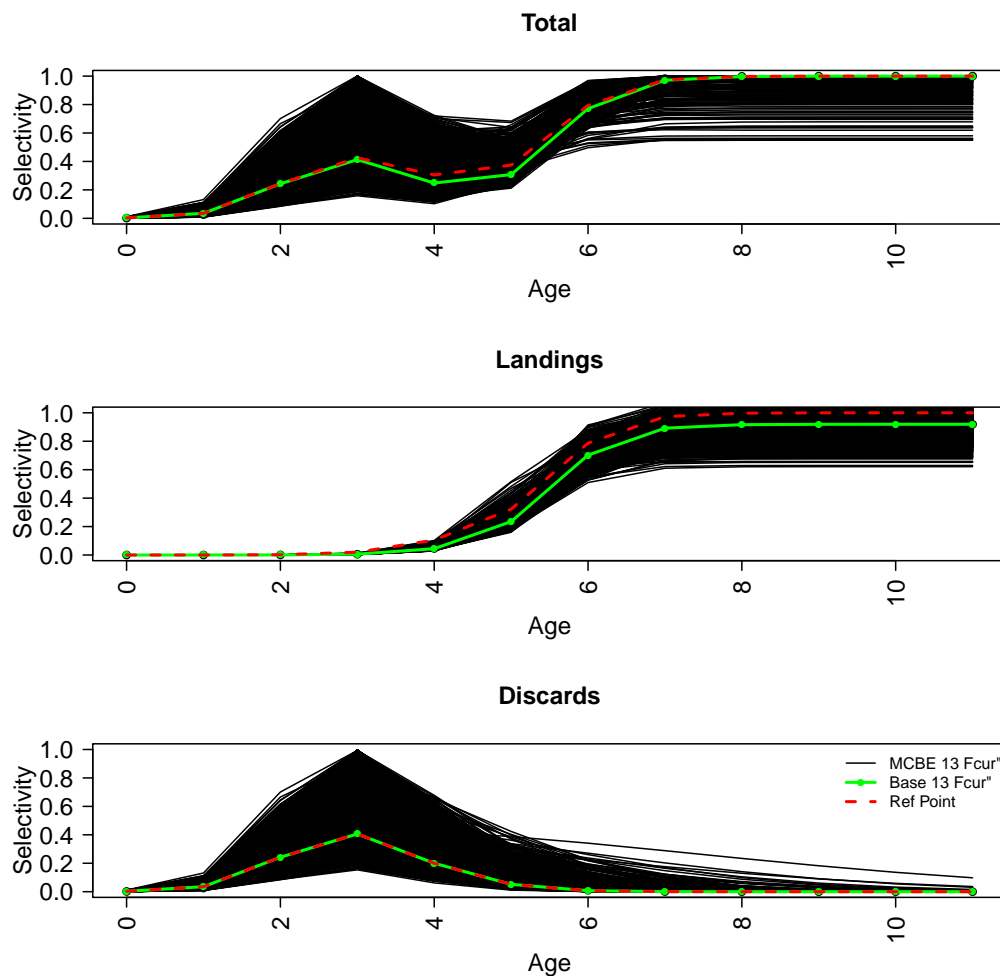 Total
Selectivity
1.0
0.8
0.6
0.4
0.2
0.0
0 2 4 6 8 10
Age
Landings
Selectivity
1.0
0.8
0.6
0.4
0.2
0.0
0 2 4 6 8 10
Age
Discards
Selectivity
1.0
0.8
0.6
0.4
0.2
0.0
MCBE 13 Fcur"
Base 13 Fcur"
Ref Point
0 2 4 6 8 10
Age